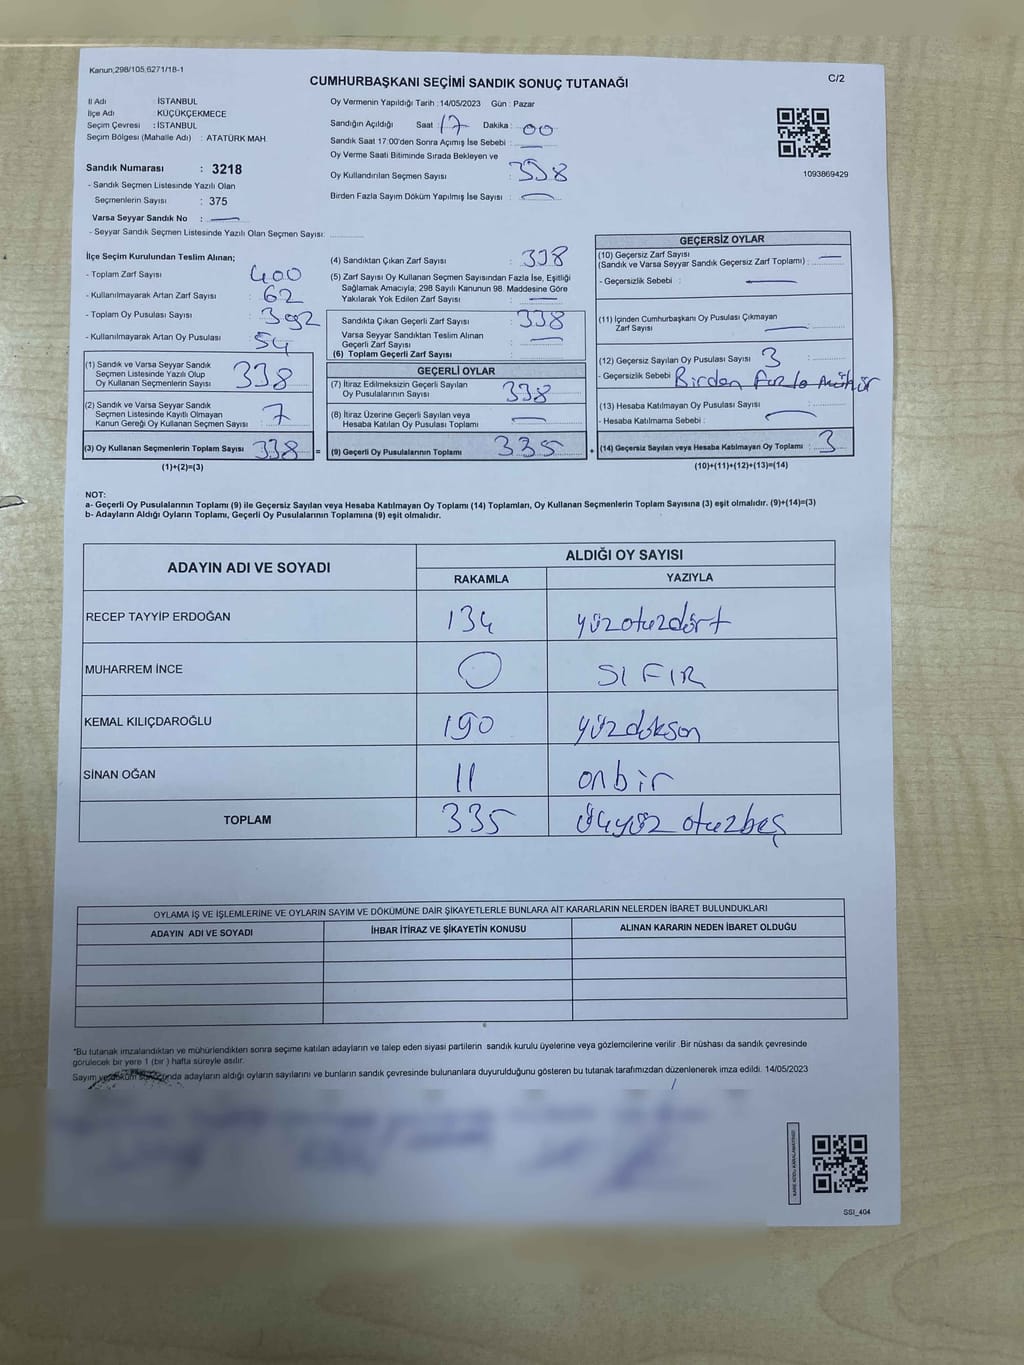 Kanun;298/105,6271/18-1
CUMHURBAŞKANI SEÇİMİ SANDIK SONUÇ TUTANAĞI
C/2
İl Adı : İSTANBUL
İlçe Adı : KÜÇÜKÇEKMECE
Seçim Çevresi : İSTANBUL
Seçim Bölgesi (Mahalle Adı) : ATATÜRK MAH.
Sandık Numarası : 3218
- Sandık Seçmen Listesinde Yazılı Olan
Seçmenlerin Sayısı : 375
Varsa Seyyar Sandık No :
- Seyyar Sandık Seçmen Listesinde Yazılı Olan Seçmen Sayısı:
Oy Vermenin Yapıldığı Tarih : 14/05/2023 Gün : Pazar
Sandığın Açıldığı Saat : 17 Dakika : 00
Sandık Saat 17:00'den Sonra Açımış İse Sebebi :
Oy Verme Saati Bitiminde Sırada Bekleyen ve
Oy Kullandırılan Seçmen Sayısı : 338
Birden Fazla Sayım Döküm Yapılmış İse Sayısı :
1093869429
İlçe Seçim Kurulundan Teslim Alınan;
- Toplam Zarf Sayısı : 400
- Kullanılmayarak Artan Zarf Sayısı : 62
- Toplam Oy Pusulası Sayısı : 392
- Kullanılmayarak Artan Oy Pusulası : 54
(1) Sandık ve Varsa Seyyar Sandık
Seçmen Listesinde Yazılı Olup
Oy Kullanan Seçmenlerin Sayısı : 338
(2) Sandık ve Varsa Seyyar Sandık
Seçmen Listesinde Kayıtlı Olmayan
Kanun Gereği Oy Kullanan Seçmen Sayısı : 7
(3) Oy Kullanan Seçmenlerin Toplam Sayısı : 338
(1)+(2)=(3)
(4) Sandıktan Çıkan Zarf Sayısı : 338
(5) Zarf Sayısı Oy Kullanan Seçmen Sayısından Fazla İse, Eşitliği
Sağlamak Amacıyla; 298 Sayılı Kanunun 98. Maddesine Göre
Yakılarak Yok Edilen Zarf Sayısı :
Sandıkta Çıkan Geçerli Zarf Sayısı : 338
Varsa Seyyar Sandıktan Teslim Alınan
Geçerli Zarf Sayısı :
(6) Toplam Geçerli Zarf Sayısı :
GEÇERLİ OYLAR
(7) İtiraz Edilmeksizin Geçerli Sayılan
Oy Pusulalarının Sayısı : 338
(8) İtiraz Üzerine Geçerli Sayılan veya
Hesaba Katılan Oy Pusulası Toplamı :
= (9) Geçerli Oy Pusulalarının Toplamı : 335
GEÇERSİZ OYLAR
(10) Geçersiz Zarf Sayısı
(Sandık ve Varsa Seyyar Sandık Geçersiz Zarf Toplamı) :
- Geçersizlik Sebebi :
(11) İçinden Cumhurbaşkanı Oy Pusulası Çıkmayan
Zarf Sayısı :
(12) Geçersiz Sayılan Oy Pusulası Sayısı : 3
- Geçersizlik Sebebi : Birden Fazla mühür
(13) Hesaba Katılmayan Oy Pusulası Sayısı :
- Hesaba Katılmama Sebebi :
+ (14) Geçersiz Sayılan veya Hesaba Katılmayan Oy Toplamı : 3
(10)+(11)+(12)+(13)=(14)
NOT:
a- Geçerli Oy Pusulalarının Toplamı (9) ile Geçersiz Sayılan veya Hesaba Katılmayan Oy Toplamı (14) Toplamları, Oy Kullanan Seçmenlerin Toplam Sayısına (3) eşit olmalıdır. (9)+(14)=(3)
b- Adayların Aldığı Oyların Toplamı, Geçerli Oy Pusulalarının Toplamına (9) eşit olmalıdır.
ADAYIN ADI VE SOYADI
ALDIĞI OY SAYISI
RAKAMLA YAZIYLA
RECEP TAYYİP ERDOĞAN 134 yüzotuzdört
MUHARREM İNCE 0 SIFIR
KEMAL KILIÇDAROĞLU 190 yüzdoksan
SİNAN OĞAN 11 onbir
TOPLAM 335 üçyüz otuzbeş
OYLAMA İŞ VE İŞLEMLERİNE VE OYLARIN SAYIM VE DÖKÜMÜNE DAİR ŞİKAYETLERLE BUNLARA AİT KARARLARIN NELERDEN İBARET BULUNDUKLARI
ADAYIN ADI VE SOYADI İHBAR İTİRAZ VE ŞİKAYETİN KONUSU ALINAN KARARIN NEDEN İBARET OLDUĞU
*Bu tutanak imzalandıktan ve mühürlendikten sonra seçime katılan adayların ve talep eden siyasi partilerin sandık kurulu üyelerine veya gözlemcilerine verilir .Bir nüshası da sandık çevresinde
görülecek bir yere 1 (bir ) hafta süreyle asılır.
Sayım adayların aldığı oyların sayılarını ve bunların sandık çevresinde bulunanlara duyurulduğunu gösteren bu tutanak tarafımızdan düzenlenerek imza edildi. 14/05/2023
SSI_404